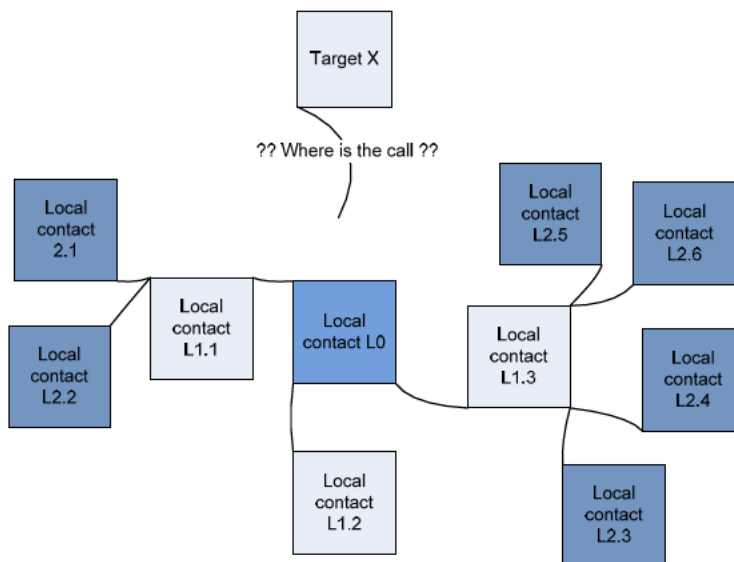 Target X
?? Where is the call ??
Local
contact
2.1
Local
contact
L2.2
Local
contact
L1.1
Local
contact L0
Local
contact
L1.2
Local
contact
L1.3
Local
contact
L2.5
Local
contact
L2.6
Local
contact
L2.4
Local
contact
L2.3